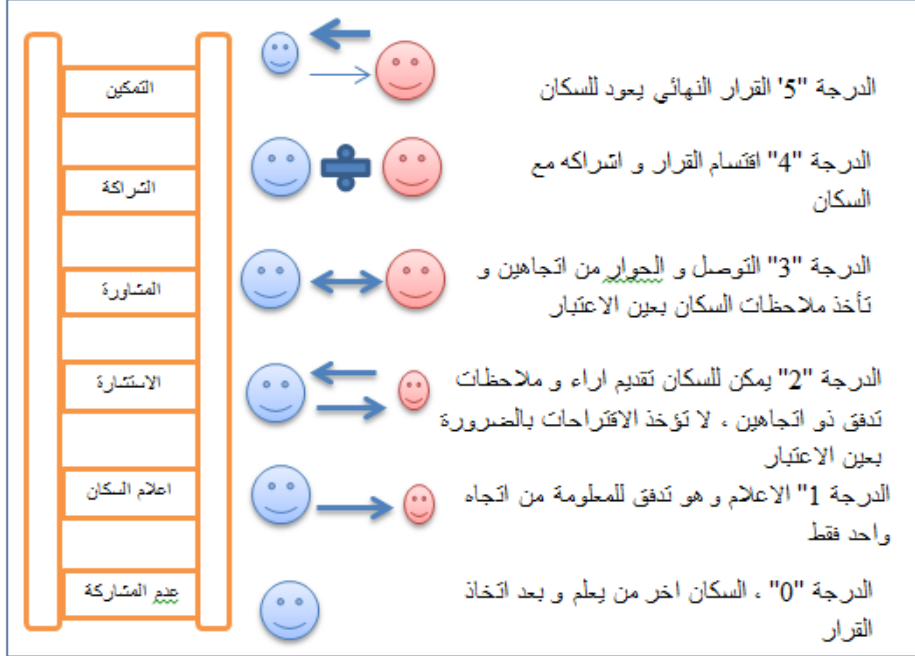 التمكين
الدرجة "5' القرار النهائي يعود للسكان
الشراكة
الدرجة "4" اقتسام القرار و اشراكه مع
السكان
المشاورة
الدرجة "3" التوصل و الحوار من اتجاهين و
تأخذ ملاحظات السكان بعين الاعتبار
الاستشارة
الدرجة "2" يمكن للسكان تقديم اراء و ملاحظات
تدفق ذو اتجاهين ، لا تؤخذ الاقتراحات بالضرورة
بعين الاعتبار
اعلام السكان
الدرجة 1" الاعلام و هو تدفق للمعلومة من اتجاه
واحد فقط
عدم المشاركة
الدرجة "0" ، السكان اخر من يعلم و بعد اتخاذ
القرار